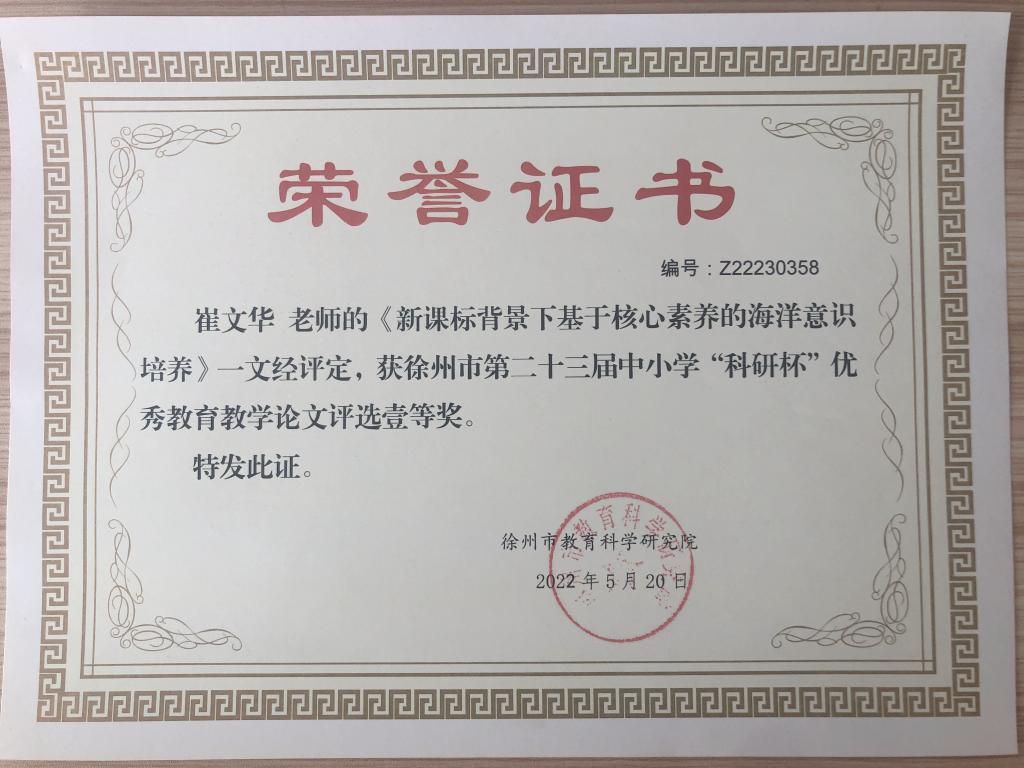 荣誉证书
编号：Z22230358
崔文华 老师的《新课标背景下基于核心素养的海洋意识
培养》一文经评定，获徐州市第二十三届中小学“科研杯”优
秀教育教学论文评选壹等奖。
特发此证。
徐州市教育科学研究院
2022年5月20日